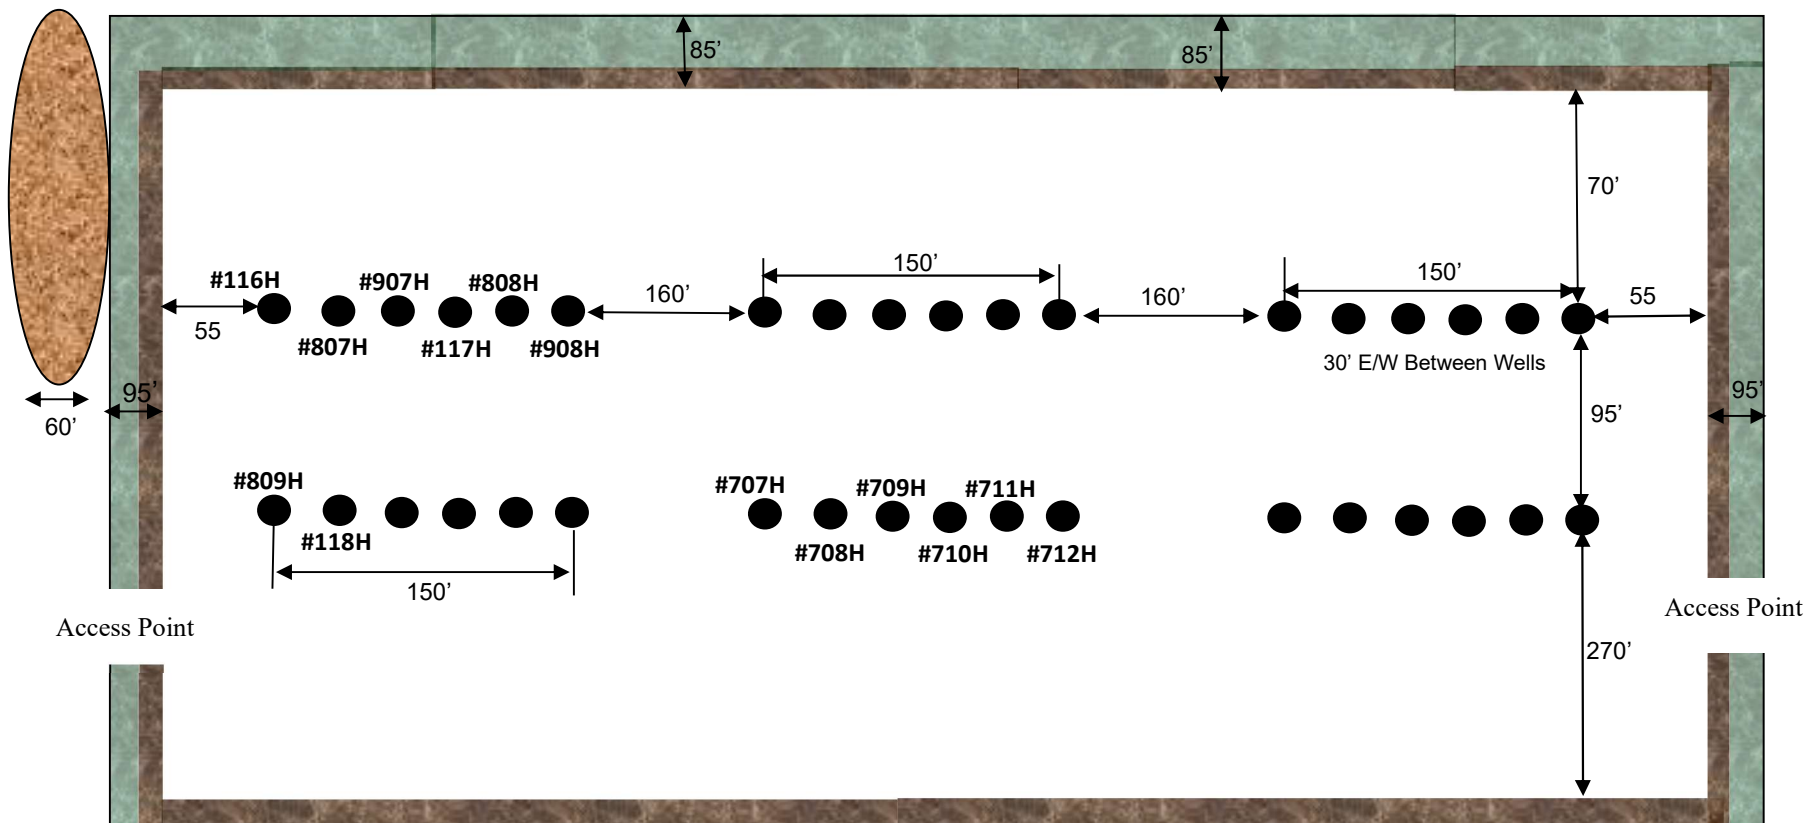 85’
85’
70’
#116H
#907H
#808H
150’
150’
160’
160’
55
55
#807H
#117H
#908H
30’ E/W Between Wells
95’
60’
95’
95’
#809H
#707H
#709H
#711H
#118H
#708H
#710H
#712H
150’
Access Point
Access Point
270’